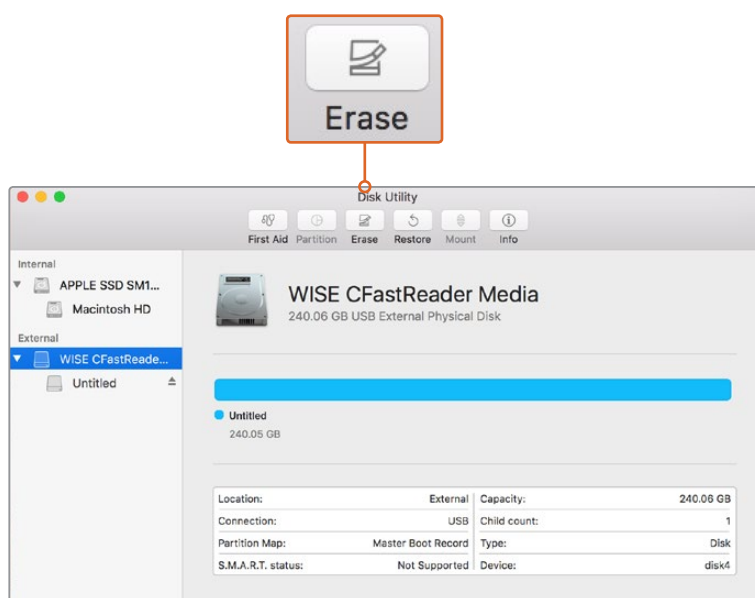 Erase
Disk Utility
First Aid Partition Erase Restore Mount Info
Internal
APPLE SSD SM1...
Macintosh HD
External
WISE CFastReade...
Untitled
WISE CFastReader Media
240.06 GB USB External Physical Disk
Untitled
240.05 GB
Location: External Capacity: 240.06 GB
Connection: USB Child count: 1
Partition Map: Master Boot Record Type: Disk
S.M.A.R.T. status: Not Supported Device: disk4